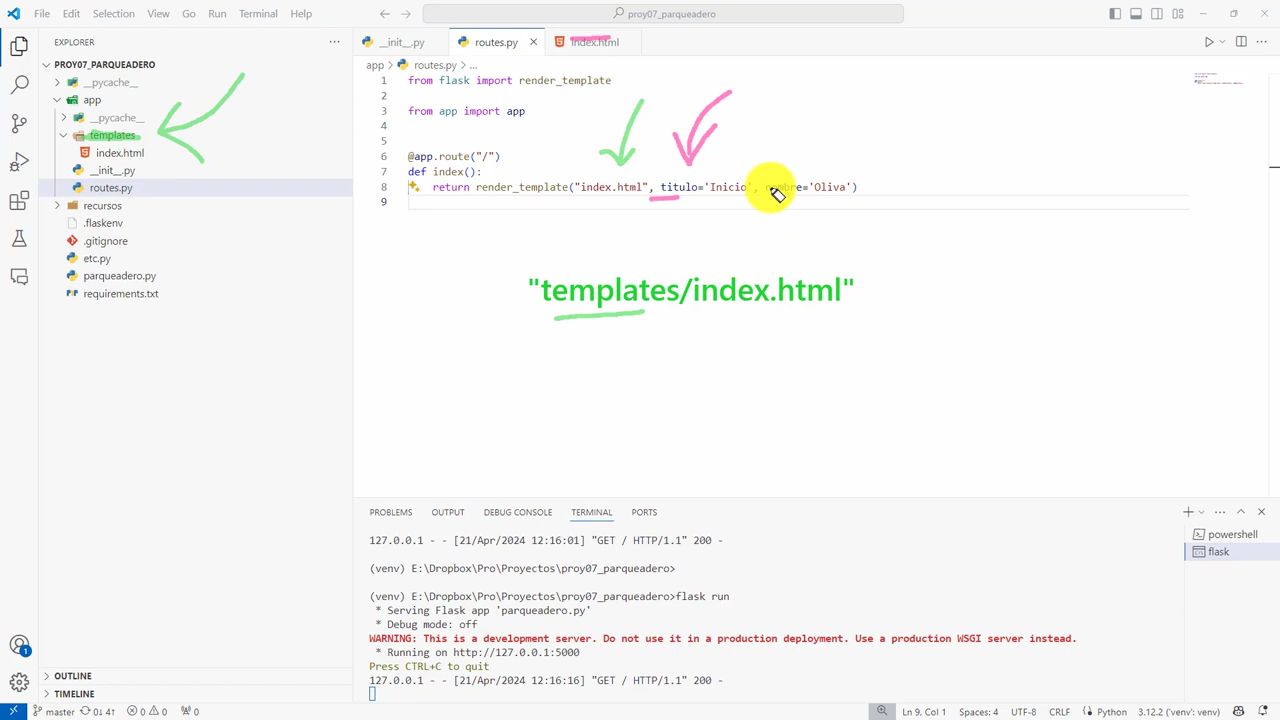 File Edit Selection View Go Run Terminal Help
proy07_parqueadero
EXPLORER
PROY07_PARQUEADERO
__pycache__
app
__pycache__
templates
index.html
__init__.py
routes.py
recursos
.flaskenv
.gitignore
etc.py
parqueadero.py
requirements.txt
OUTLINE
TIMELINE
__init__.py routes.py index.html
app > routes.py > ...
1 from flask import render_template
2
3 from app import app
4
5
6 @app.route("/")
7 def index():
8 return render_template("index.html", titulo='Inicio', nombre='Oliva')
9
"templates/index.html"
PROBLEMS OUTPUT DEBUG CONSOLE TERMINAL PORTS
127.0.0.1 - - [21/Apr/2024 12:16:01] "GET / HTTP/1.1" 200 -
(venv) E:\Dropbox\Pro\Proyectos\proy07_parqueadero>
(venv) E:\Dropbox\Pro\Proyectos\proy07_parqueadero>flask run
* Serving Flask app 'parqueadero.py'
* Debug mode: off
WARNING: This is a development server. Do not use it in a production deployment. Use a production WSGI server instead.
* Running on http://127.0.0.1:5000
Press CTRL+C to quit
127.0.0.1 - - [21/Apr/2024 12:16:16] "GET / HTTP/1.1" 200 -
powershell
flask
1
master 0↓ 4↑ 0 0 0 Ln 9, Col 1 Spaces: 4 UTF-8 CRLF Python 3.12.2 ('venv': venv)